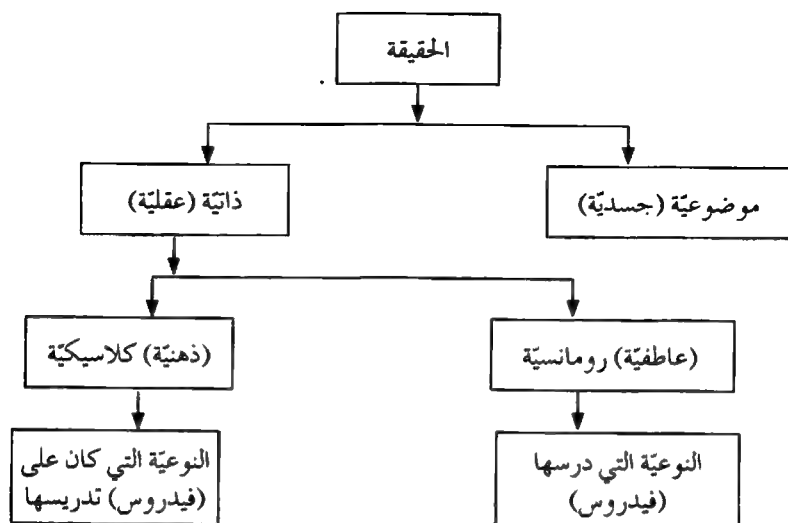 الحقيقة
موضوعيّة (جسديّة)
ذاتيّة (عقليّة)
(عاطفيّة) رومانسيّة
(ذهنيّة) كلاسيكيّة
النوعيّة التي درسها
(فيدروس)
النوعيّة التي كان على
(فيدروس) تدريسها